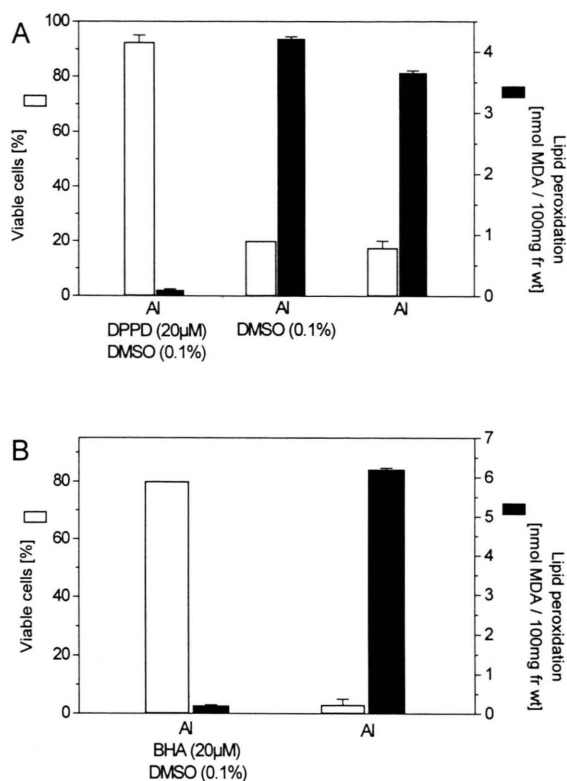 A
100
80
60
40
20
0
Viable cells [%]
4
3
2
1
0
Lipid peroxidation
[nmol MDA / 100mg fr wt]
Al
DPPD (20µM)
DMSO (0.1%)
Al
DMSO (0.1%)
Al
B
80
60
40
20
0
Viable cells [%]
7
6
5
4
3
2
1
0
Lipid peroxidation
[nmol MDA / 100mg fr wt]
Al
BHA (20µM)
DMSO (0.1%)
Al